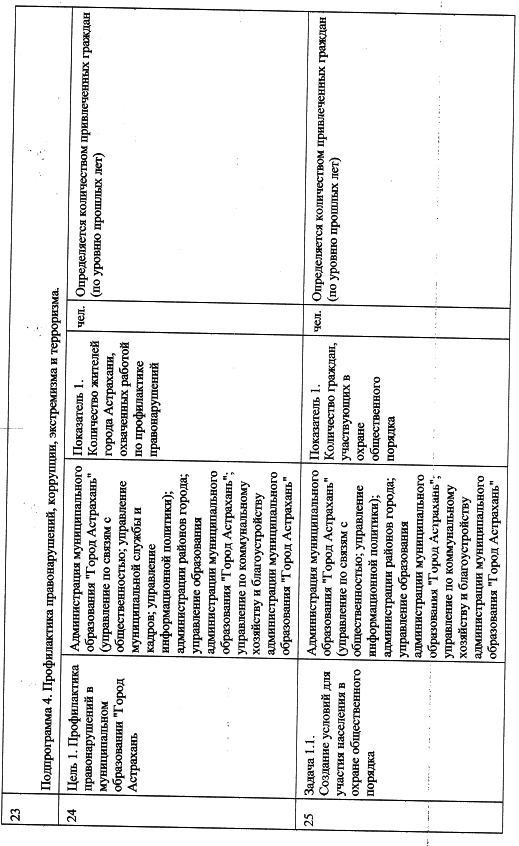 23
Подпрограмма 4. Профилактика правонарушений, коррупции, экстремизма и терроризма.
24
Цель 1. Профилактика
правонарушений в
муниципальном
образовании "Город
Астрахань
Администрация муниципального
образования "Город Астрахань"
(управление по связям с
общественностью; управление
муниципальной службы и
кадров; управление
информационной политики);
администрации районов города;
управление образования
администрации муниципального
образования "Город Астрахань";
управление по коммунальному
хозяйству и благоустройству
администрации муниципального
образования "Город Астрахань"
Показатель 1.
Количество жителей
города Астрахани,
охваченных работой
по профилактике
правонарушений
чел.
Определяется количеством привлеченных граждан
(по уровню прошлых лет)
25
Задача 1.1.
Создание условий для
участия населения в
охране общественного
порядка
Администрация муниципального
образования "Город Астрахань"
(управление по связям с
общественностью; управление
информационной политики);
администрации районов города;
управление образования
администрации муниципального
образования "Город Астрахань";
управление по коммунальному
хозяйству и благоустройству
администрации муниципального
образования "Город Астрахань"
Показатель 1.
Количество граждан,
участвующих в
охране
общественного
порядка
чел.
Определяется количеством привлеченных граждан
(по уровню прошлых лет)